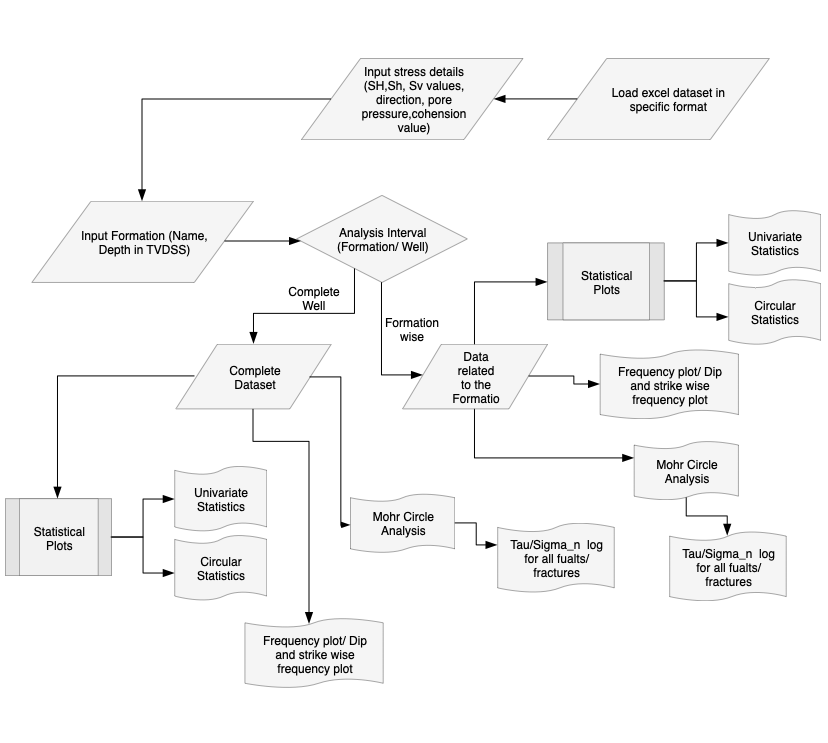 Input stress details
(SH,Sh, Sv values,
direction, pore
pressure,cohension
value)
Load excel dataset in
specific format
Input Formation (Name,
Depth in TVDSS)
Analysis Interval
(Formation/ Well)
Complete
Well
Formation
wise
Statistical
Plots
Univariate
Statistics
Circular
Statistics
Complete
Dataset
Data
related
to the
Formatio
Frequency plot/ Dip
and strike wise
frequency plot
Mohr Circle
Analysis
Tau/Sigma_n  log
for all fualts/
fractures
Statistical
Plots
Univariate
Statistics
Circular
Statistics
Mohr Circle
Analysis
Tau/Sigma_n  log
for all fualts/
fractures
Frequency plot/ Dip
and strike wise
frequency plot